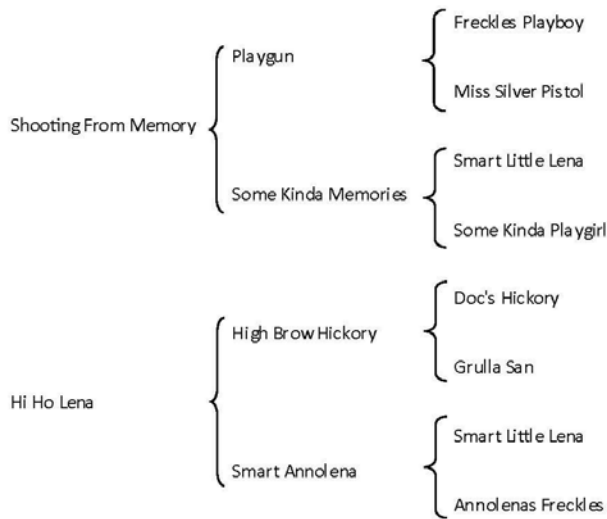 Freckles Playboy
Playgun
Miss Silver Pistol
Shooting From Memory
Smart Little Lena
Some Kinda Memories
Some Kinda Playgirl
Doc's Hickory
High Brow Hickory
Grulla San
Hi Ho Lena
Smart Little Lena
Smart Annolena
Annolenas Freckles